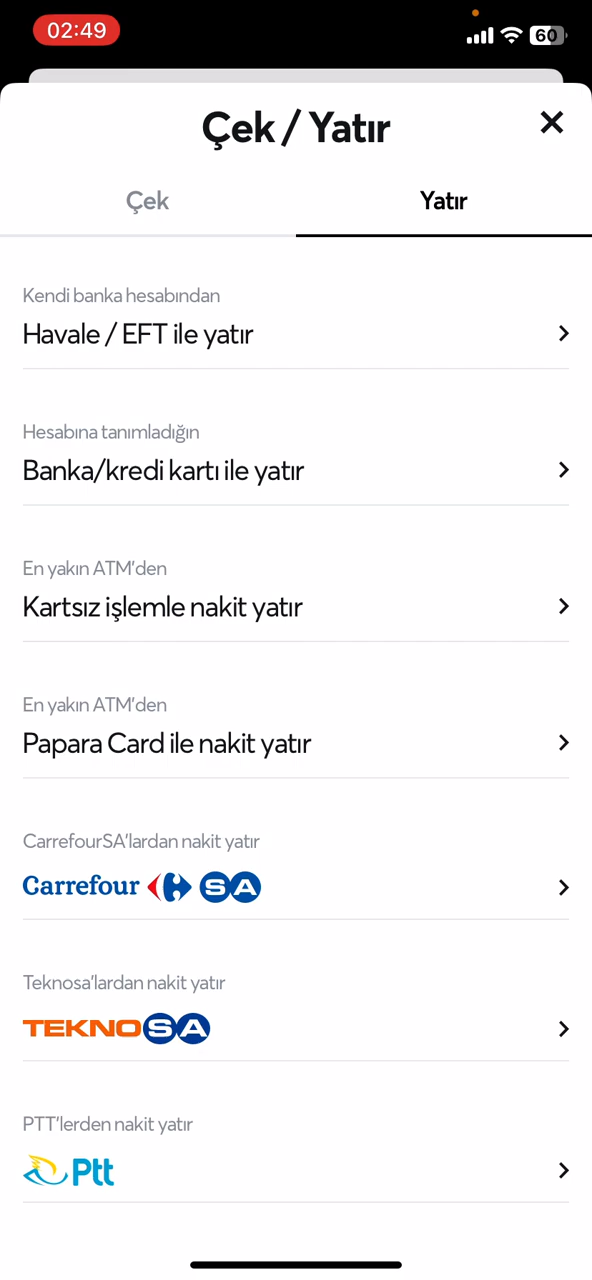 02:49
60
Çek / Yatır
Çek
Yatır
Kendi banka hesabından
Havale / EFT ile yatır
Hesabına tanımladığın
Banka/kredi kartı ile yatır
En yakın ATM'den
Kartsız işlemle nakit yatır
En yakın ATM'den
Papara Card ile nakit yatır
CarrefourSA'lardan nakit yatır
Carrefour SA
Teknosa'lardan nakit yatır
TEKNOSA
PTT'lerden nakit yatır
Ptt